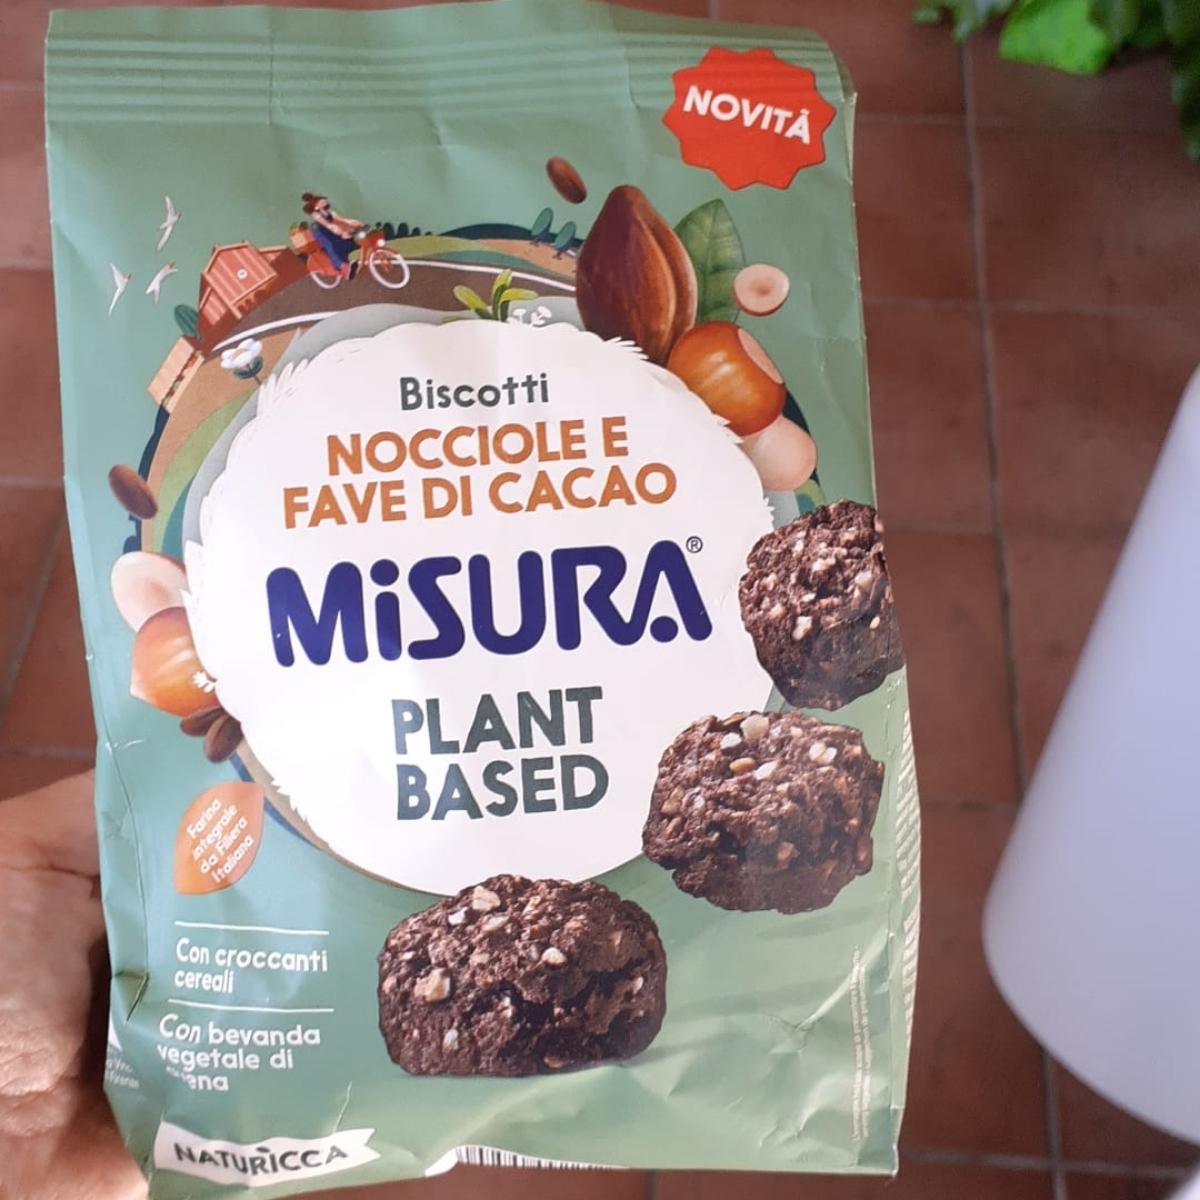 NOVITÀ
Biscotti
NOCCIOLE E
FAVE DI CACAO
MiSURA®
PLANT
BASED
Farina
integrale
da Filiera
Italiana
Con croccanti
cereali
Con bevanda
vegetale di
NATURICCA